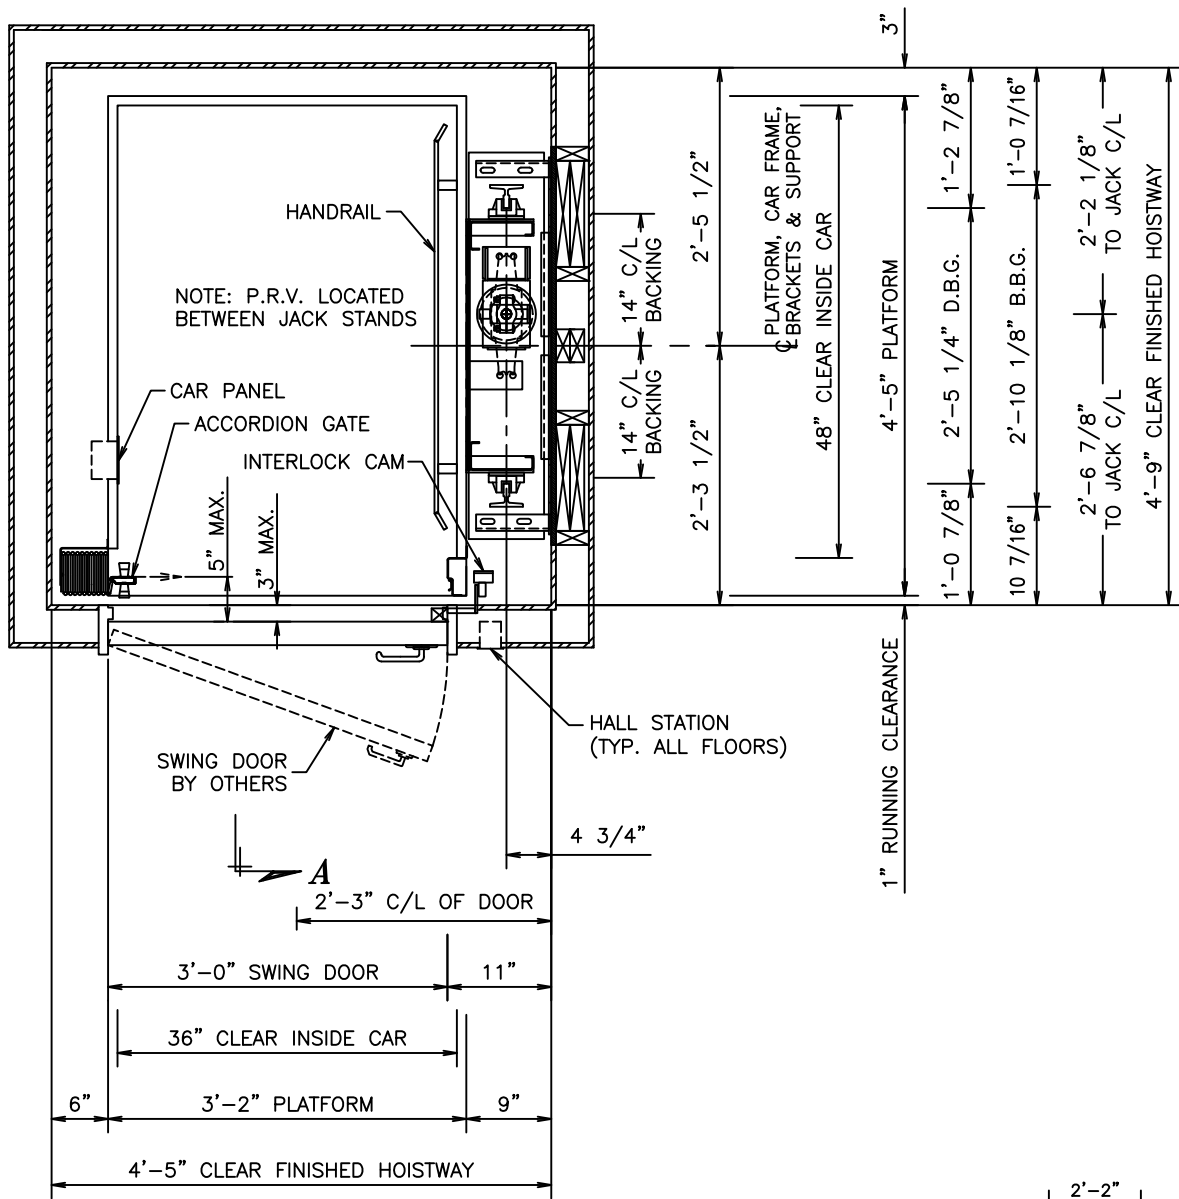 3"
HANDRAIL
NOTE: P.R.V. LOCATED
BETWEEN JACK STANDS
CAR PANEL
ACCORDION GATE
INTERLOCK CAM
5" MAX.
3" MAX.
14" C/L
BACKING
14" C/L
BACKING
2'-5 1/2"
2'-3 1/2"
℄ PLATFORM, CAR FRAME,
BRACKETS & SUPPORT
48" CLEAR INSIDE CAR
4'-5" PLATFORM
1'-2 7/8"
2'-5 1/4" D.B.G.
1'-0 7/8"
1'-0 7/16"
2'-10 1/8" B.B.G.
10 7/16"
2'-2 1/8"
TO JACK C/L
2'-6 7/8"
TO JACK C/L
4'-9" CLEAR FINISHED HOISTWAY
1" RUNNING CLEARANCE
HALL STATION
(TYP. ALL FLOORS)
SWING DOOR
BY OTHERS
4 3/4"
A
2'-3" C/L OF DOOR
3'-0" SWING DOOR
11"
36" CLEAR INSIDE CAR
6"
3'-2" PLATFORM
9"
4'-5" CLEAR FINISHED HOISTWAY
2'-2"